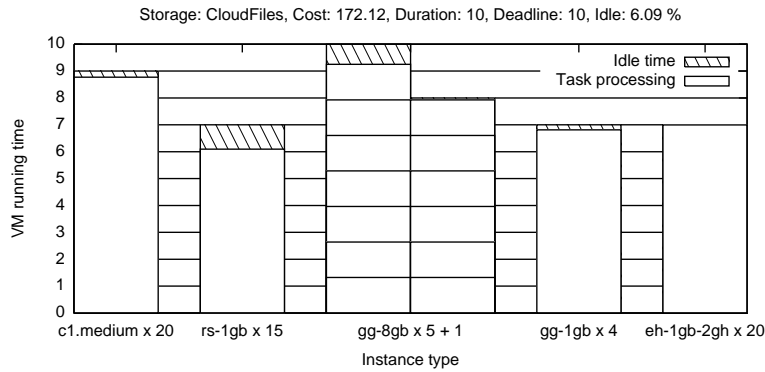 Storage: CloudFiles, Cost: 172.12, Duration: 10, Deadline: 10, Idle: 6.09 %
Idle time
Task processing
VM running time
10
9
8
7
6
5
4
3
2
1
0
c1.medium x 20 rs-1gb x 15 gg-8gb x 5 + 1 gg-1gb x 4 eh-1gb-2gh x 20
Instance type